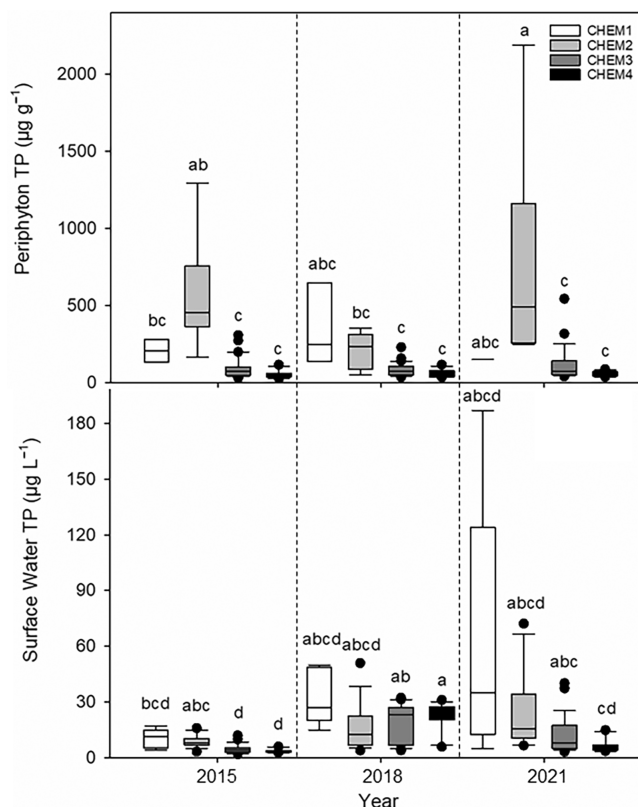 CHEM1
CHEM2
CHEM3
CHEM4
Periphyton TP (µg g⁻¹)
2000
1500
1000
500
0
bc
ab
c
c
abc
bc
c
c
abc
a
c
c
Surface Water TP (µg L⁻¹)
180
150
120
90
60
30
0
bcd
abc
d
d
abcd
abcd
ab
a
abcd
abcd
abc
cd
2015
2018
2021
Year